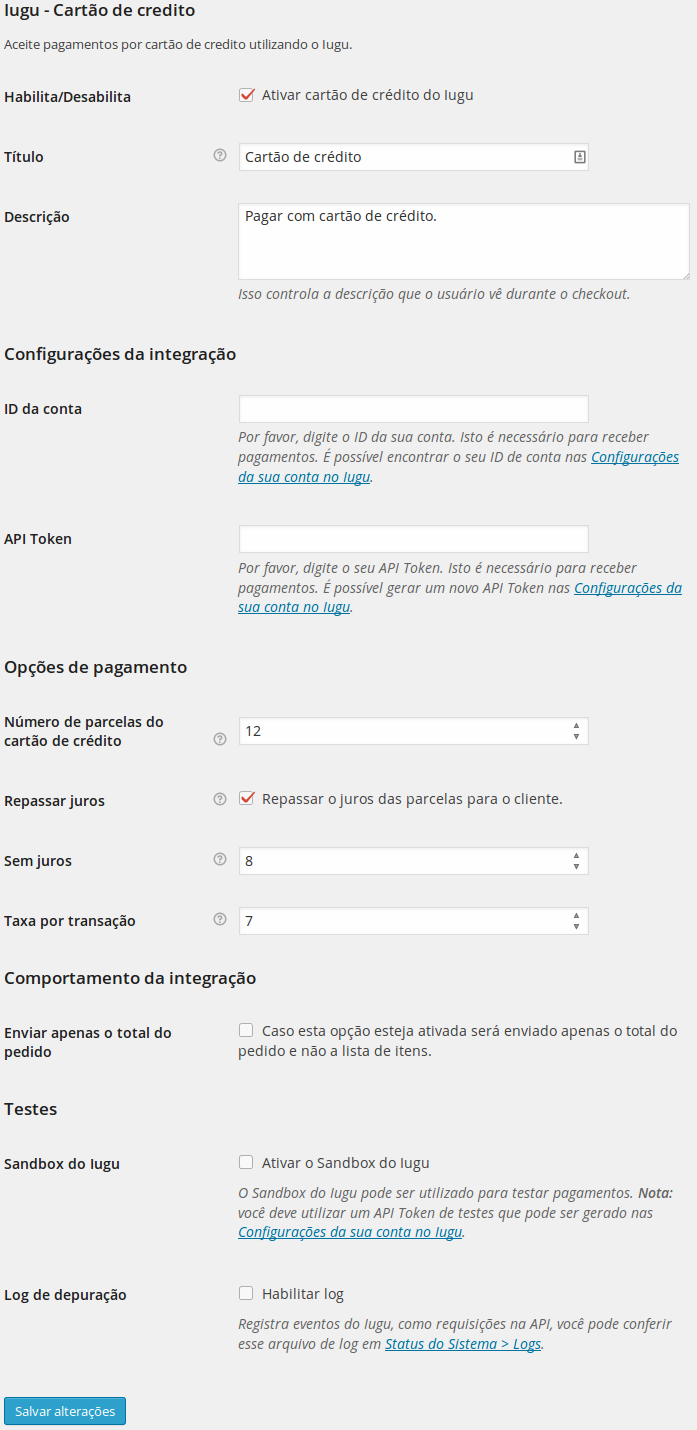 Iugu - Cartão de credito
Aceite pagamentos por cartão de credito utilizando o Iugu.
Habilita/Desabilita
Ativar cartão de crédito do Iugu
Título
Cartão de crédito
Descrição
Pagar com cartão de crédito.
Isso controla a descrição que o usuário vê durante o checkout.
Configurações da integração
ID da conta
Por favor, digite o ID da sua conta. Isto é necessário para receber
pagamentos. É possível encontrar o seu ID de conta nas Configurações
da sua conta no Iugu.
API Token
Por favor, digite o seu API Token. Isto é necessário para receber
pagamentos. É possível gerar um novo API Token nas Configurações da
sua conta no Iugu.
Opções de pagamento
Número de parcelas do
cartão de crédito
12
Repassar juros
Repassar o juros das parcelas para o cliente.
Sem juros
8
Taxa por transação
7
Comportamento da integração
Enviar apenas o total do
pedido
Caso esta opção esteja ativada será enviado apenas o total do
pedido e não a lista de itens.
Testes
Sandbox do Iugu
Ativar o Sandbox do Iugu
O Sandbox do Iugu pode ser utilizado para testar pagamentos. Nota:
você deve utilizar um API Token de testes que pode ser gerado nas
Configurações da sua conta no Iugu.
Log de depuração
Habilitar log
Registra eventos do Iugu, como requisições na API, você pode conferir
esse arquivo de log em Status do Sistema > Logs.
Salvar alterações